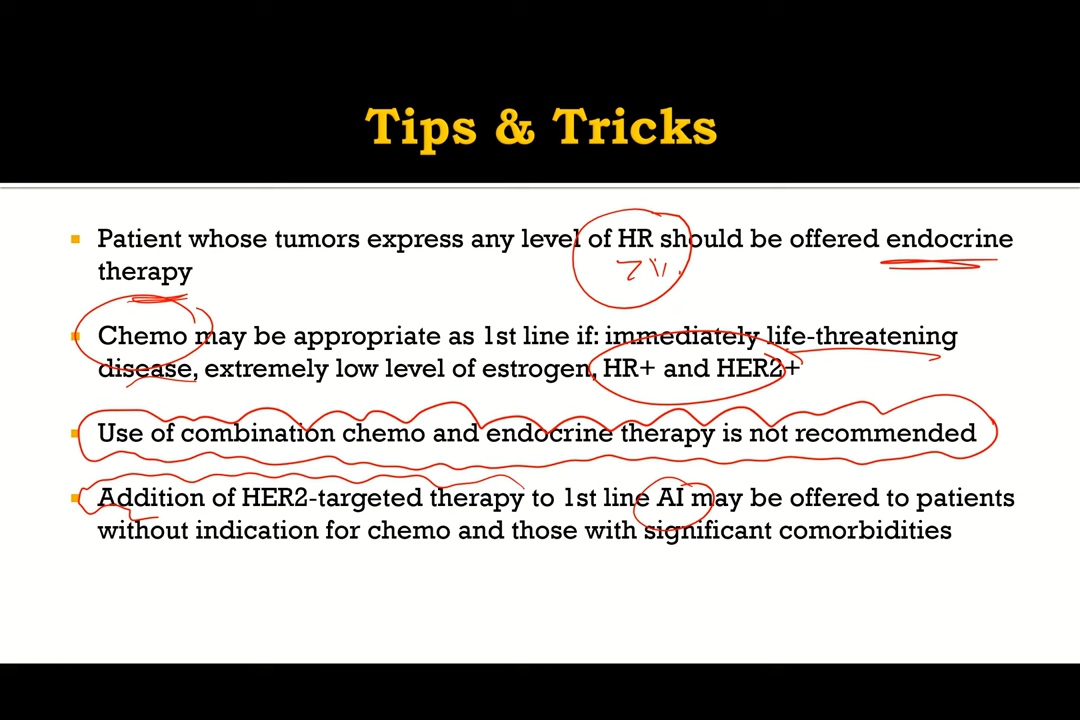 Tips & Tricks
Patient whose tumors express any level of HR should be offered endocrine
therapy
Chemo may be appropriate as 1st line if: immediately life-threatening
disease, extremely low level of estrogen, HR+ and HER2+
Use of combination chemo and endocrine therapy is not recommended
Addition of HER2-targeted therapy to 1st line AI may be offered to patients
without indication for chemo and those with significant comorbidities